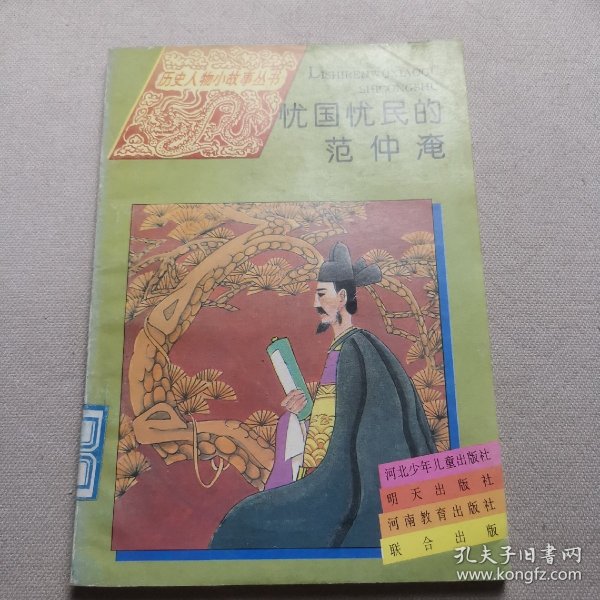 历史人物小故事丛书
LISHIRENWUXIAOGU
SHICONGSHU
忧国忧民的
范仲淹
河北少年儿童出版社
明天出版社
河南教育出版社
联合出版
孔夫子旧书网
www.kongfz.com